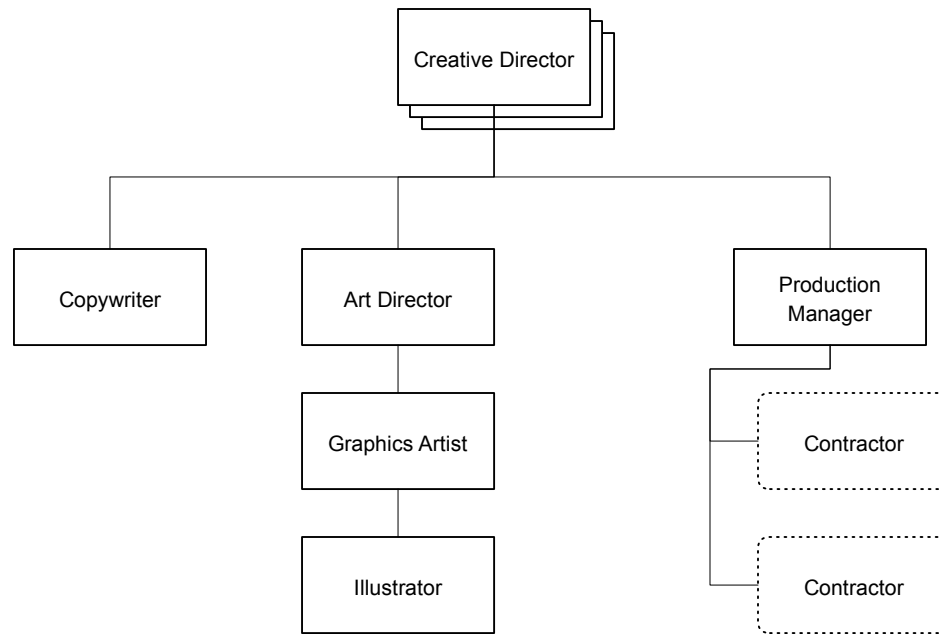 Creative Director
Copywriter
Art Director
Production
Manager
Graphics Artist
Contractor
Illustrator
Contractor